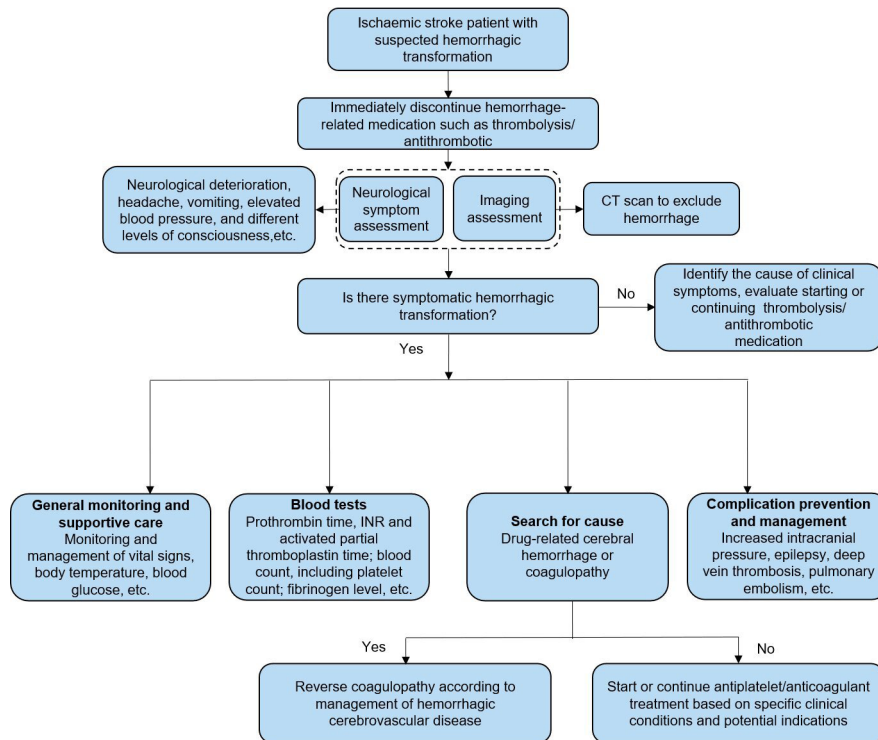 Ischaemic stroke patient with
suspected hemorrhagic
transformation
Immediately discontinue hemorrhage-
related medication such as thrombolysis/
antithrombotic
Neurological deterioration,
headache, vomiting, elevated
blood pressure, and different
levels of consciousness,etc.
Neurological
symptom
assessment
Imaging
assessment
CT scan to exclude
hemorrhage
Is there symptomatic hemorrhagic
transformation?
No
Identify the cause of clinical
symptoms, evaluate starting or
continuing thrombolysis/
antithrombotic
medication
Yes
General monitoring and
supportive care
Monitoring and
management of vital signs,
body temperature, blood
glucose, etc.
Blood tests
Prothrombin time, INR and
activated partial
thromboplastin time; blood
count, including platelet
count; fibrinogen level, etc.
Search for cause
Drug-related cerebral
hemorrhage or
coagulopathy
Complication prevention
and management
Increased intracranial
pressure, epilepsy, deep
vein thrombosis, pulmonary
embolism, etc.
Yes
No
Reverse coagulopathy according to
management of hemorrhagic
cerebrovascular disease
Start or continue antiplatelet/anticoagulant
treatment based on specific clinical
conditions and potential indications